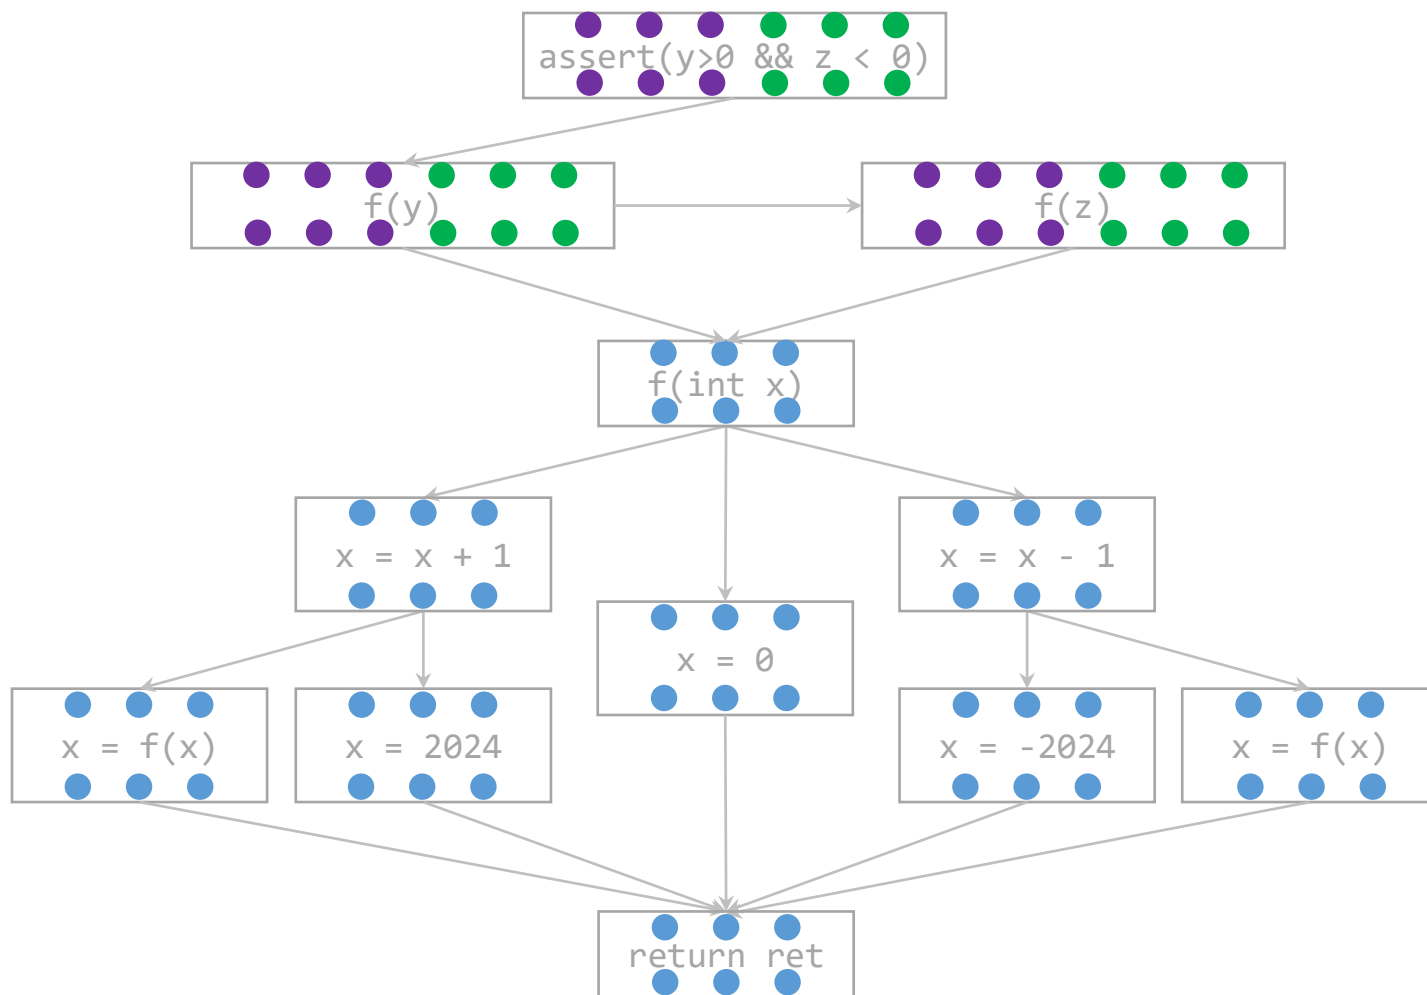 assert(y>0 && z < 0)
f(y)
f(z)
f(int x)
x = x + 1
x = x - 1
x = 0
x = f(x)
x = 2024
x = -2024
x = f(x)
return ret